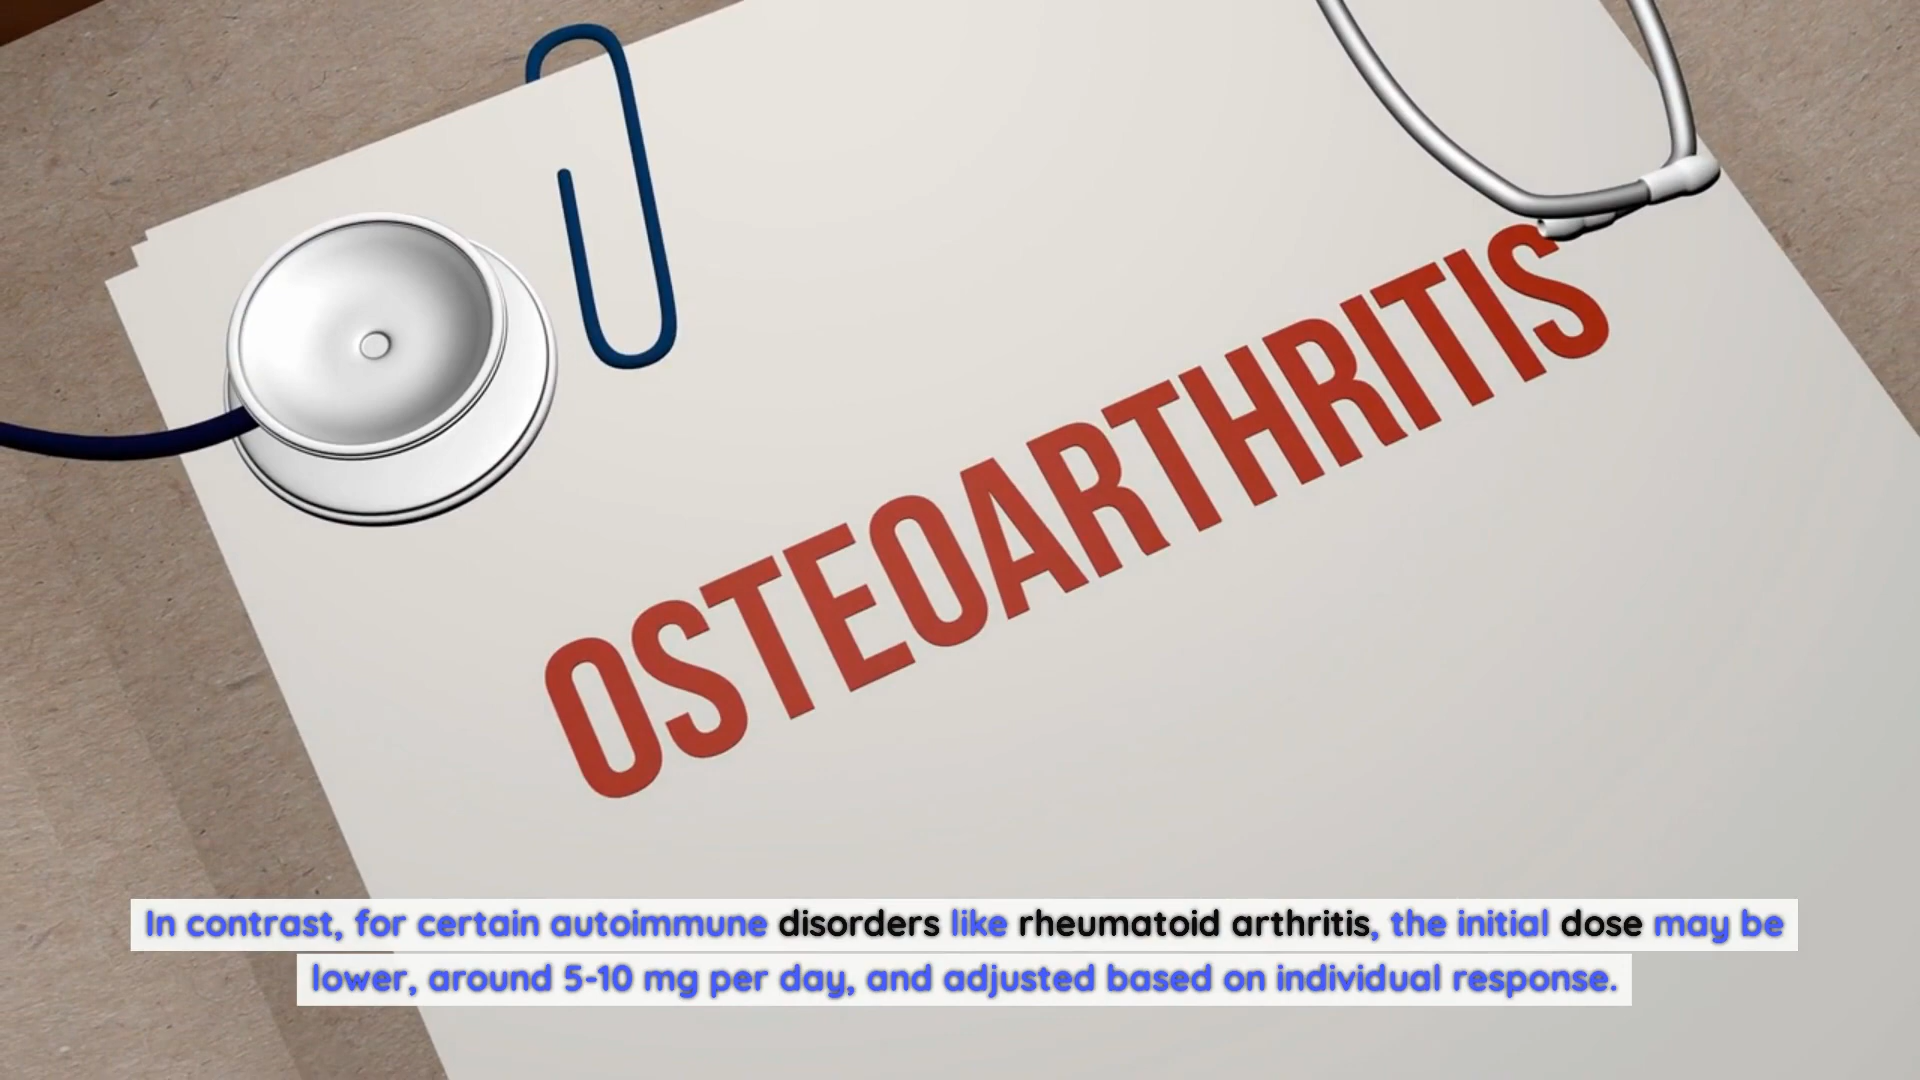 OSTEOARTHRITIS
In contrast, for certain autoimmune disorders like rheumatoid arthritis, the initial dose may be
lower, around 5-10 mg per day, and adjusted based on individual response.